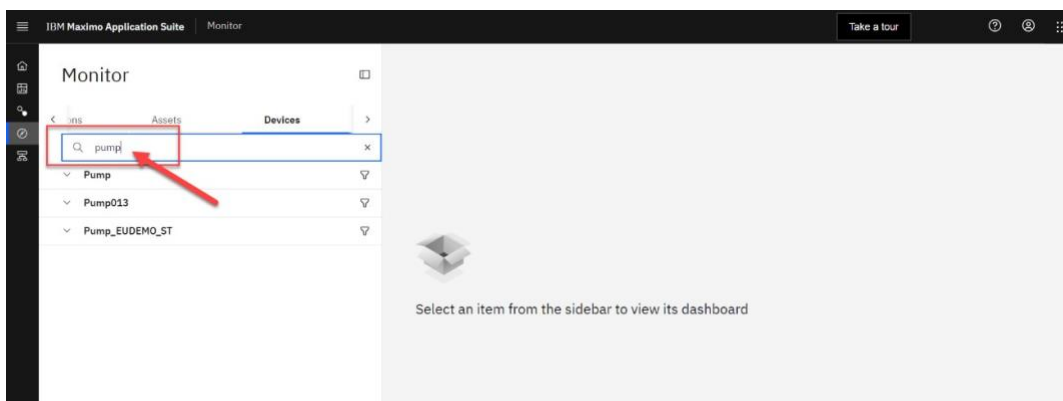 IBM Maximo Application Suite Monitor Take a tour
Monitor
ons Assets Devices
pump
Pump
Pump013
Pump_EUDEMO_ST
Select an item from the sidebar to view its dashboard